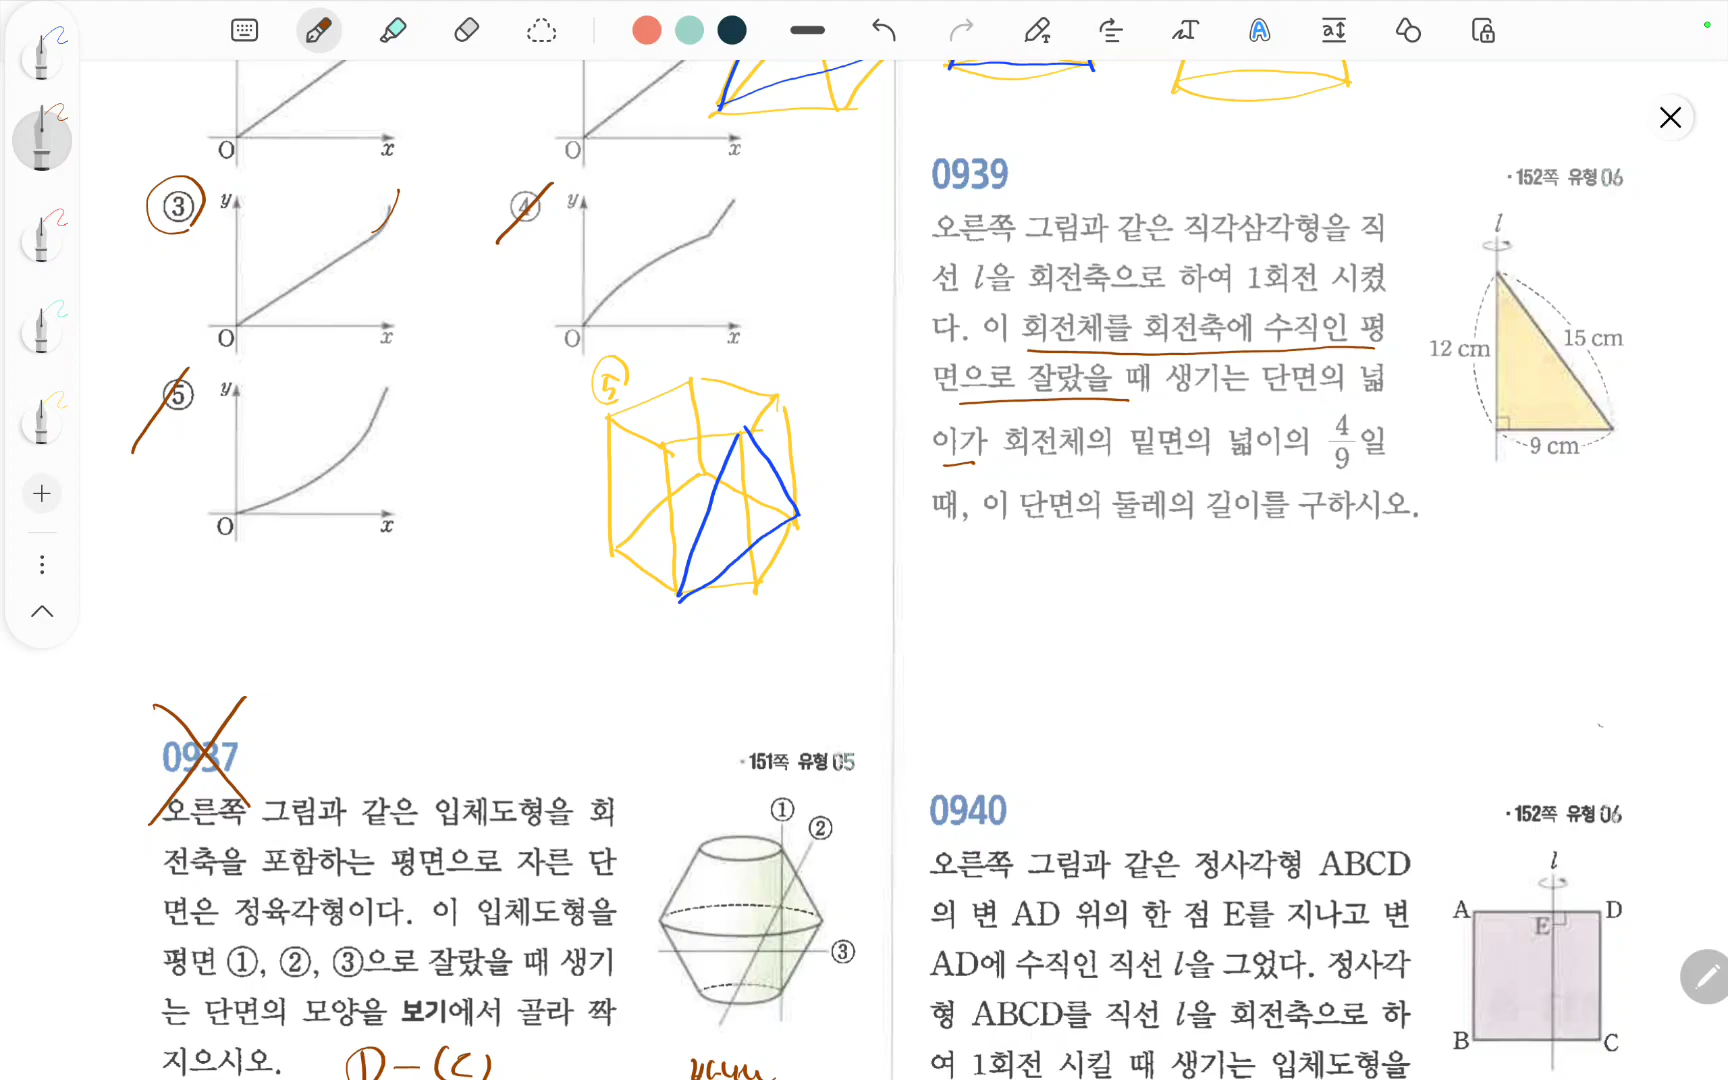 O x
O x
③ y
O x
④ y
O x
⑤ y
O x
⑤
0937
· 151쪽 유형 05
오른쪽 그림과 같은 입체도형을 회
전축을 포함하는 평면으로 자른 단
면은 정육각형이다. 이 입체도형을
평면 ①, ②, ③으로 잘랐을 때 생기
는 단면의 모양을 보기에서 골라 짝
지으시오.
①
②
③
0939
· 152쪽 유형 06
오른쪽 그림과 같은 직각삼각형을 직
선 l을 회전축으로 하여 1회전 시켰
다. 이 회전체를 회전축에 수직인 평
면으로 잘랐을 때 생기는 단면의 넓
이가 회전체의 밑면의 넓이의 4/9일
때, 이 단면의 둘레의 길이를 구하시오.
l
12 cm
15 cm
9 cm
0940
· 152쪽 유형 06
오른쪽 그림과 같은 정사각형 ABCD
의 변 AD 위의 한 점 E를 지나고 변
AD에 수직인 직선 l을 그었다. 정사각
형 ABCD를 직선 l을 회전축으로 하
여 1회전 시킬 때 생기는 입체도형을
l
A E D
B C